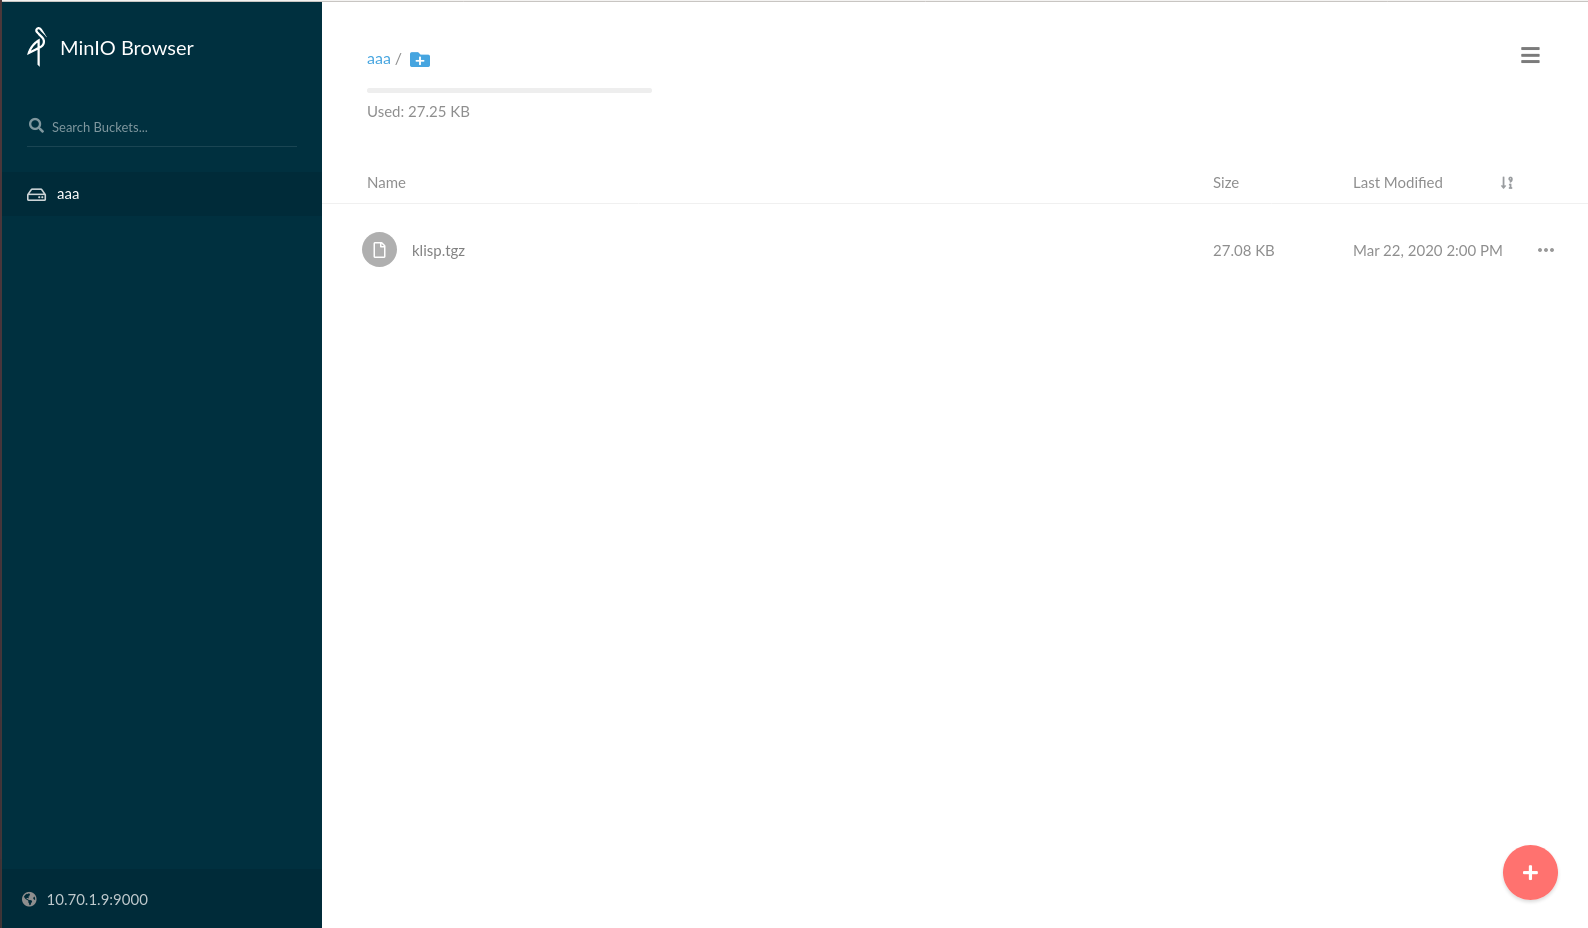 MinIO Browser
Search Buckets...
aaa
10.70.1.9:9000
aaa /
Used: 27.25 KB
Name Size Last Modified
klisp.tgz 27.08 KB Mar 22, 2020 2:00 PM